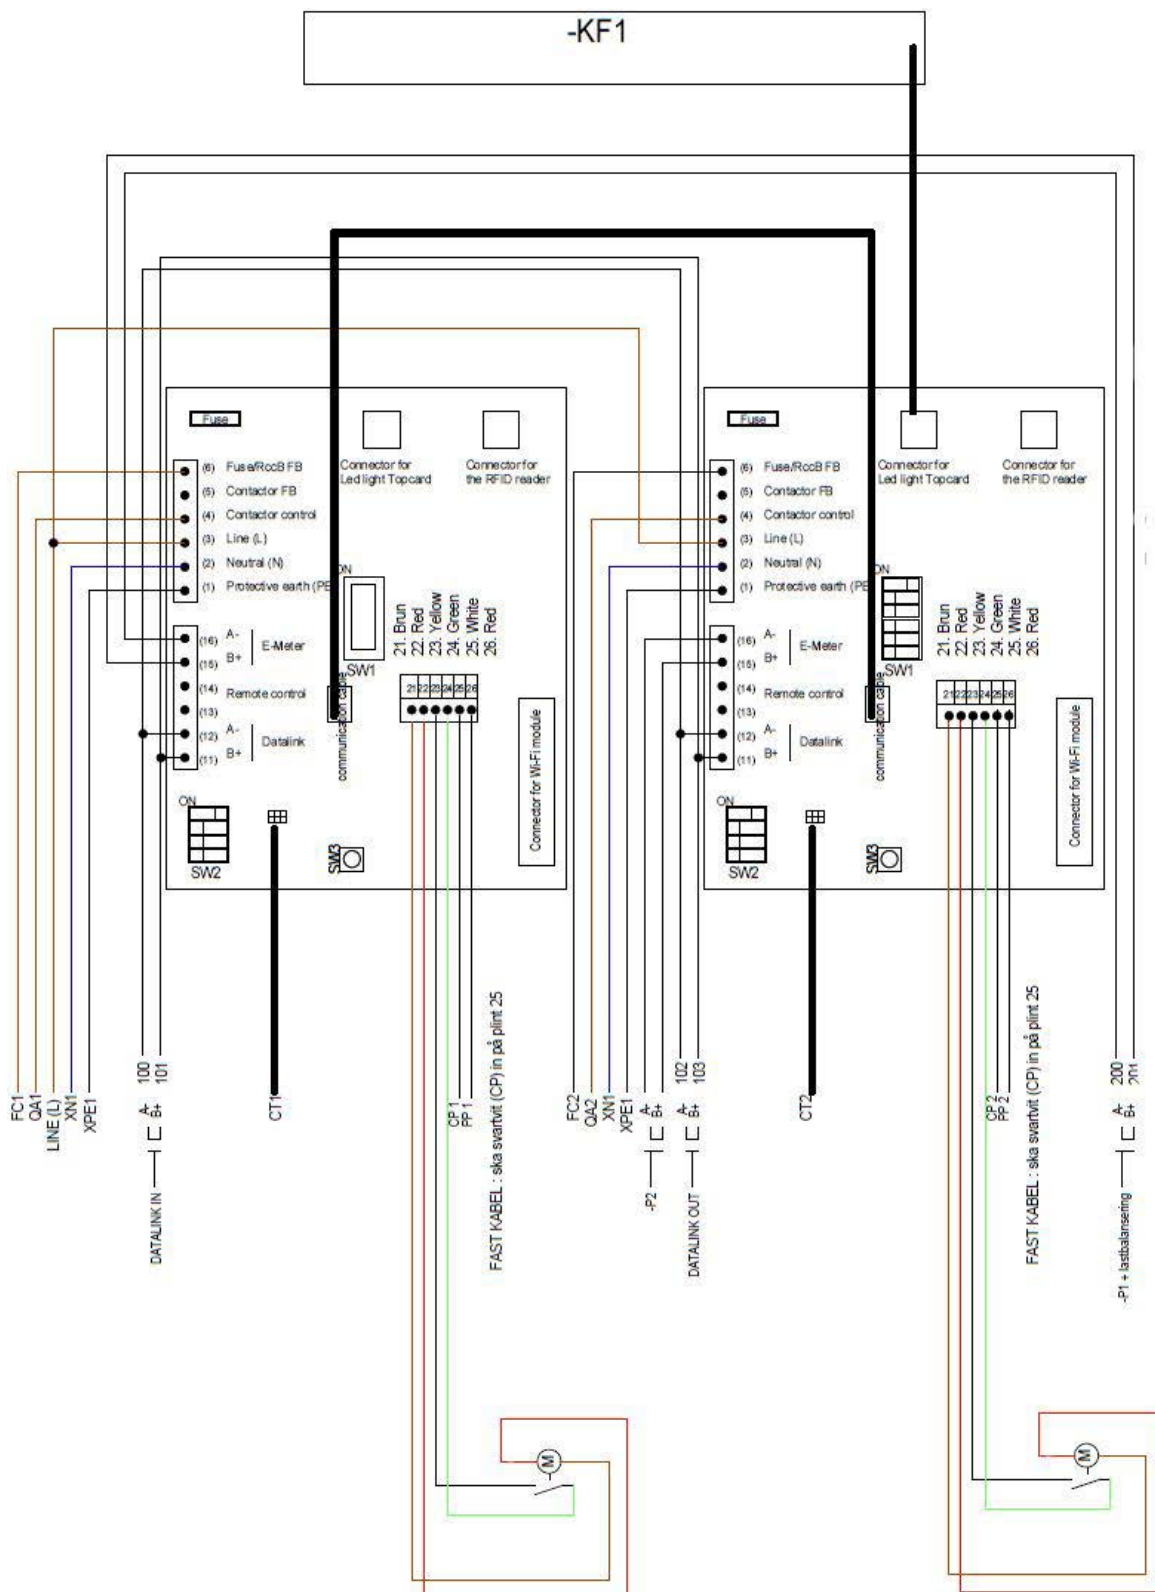 -KF1
Fuse
(6) Fuse/RccB FB
(5) Contactor FB
(4) Contactor control
(3) Line (L)
(2) Neutral (N)
(1) Protective earth (PE
Connector for
Led light Topcard
Connector for
the RFID reader
ON
SW1
21. Brun
22. Red
23. Yellow
24. Green
25. White
26. Red
(16) A-
(15) B+
E-Meter
(14) Remote control
(13)
(12) A-
(11) B+
Datalink
communication cable
21 22 23 24 25 26
Connector for Wi-Fi module
ON
SW2
SW3
Fuse
(6) Fuse/RccB FB
(5) Contactor FB
(4) Contactor control
(3) Line (L)
(2) Neutral (N)
(1) Protective earth (PE
Connector for
Led light Topcard
Connector for
the RFID reader
ON
SW1
21. Brun
22. Red
23. Yellow
24. Green
25. White
26. Red
(16) A-
(15) B+
E-Meter
(14) Remote control
(13)
(12) A-
(11) B+
Datalink
communication cable
21 22 23 24 25 26
Connector for Wi-Fi module
ON
SW2
SW3
FC1
QA1
LINE (L)
XN1
XPE1
A- 100
B+ 101
DATALINK IN
CT1
CP 1
PP 1
FAST KABEL : ska svartvit (CP) in på plint 25
FC2
QA2
XN1
XPE1
A-
B+
-P2
A- 102
B+ 103
DATALINK OUT
CT2
CP 2
PP 2
FAST KABEL : ska svartvit (CP) in på plint 25
A- 200
B+ 201
-P1 + lastbalansering
M
M